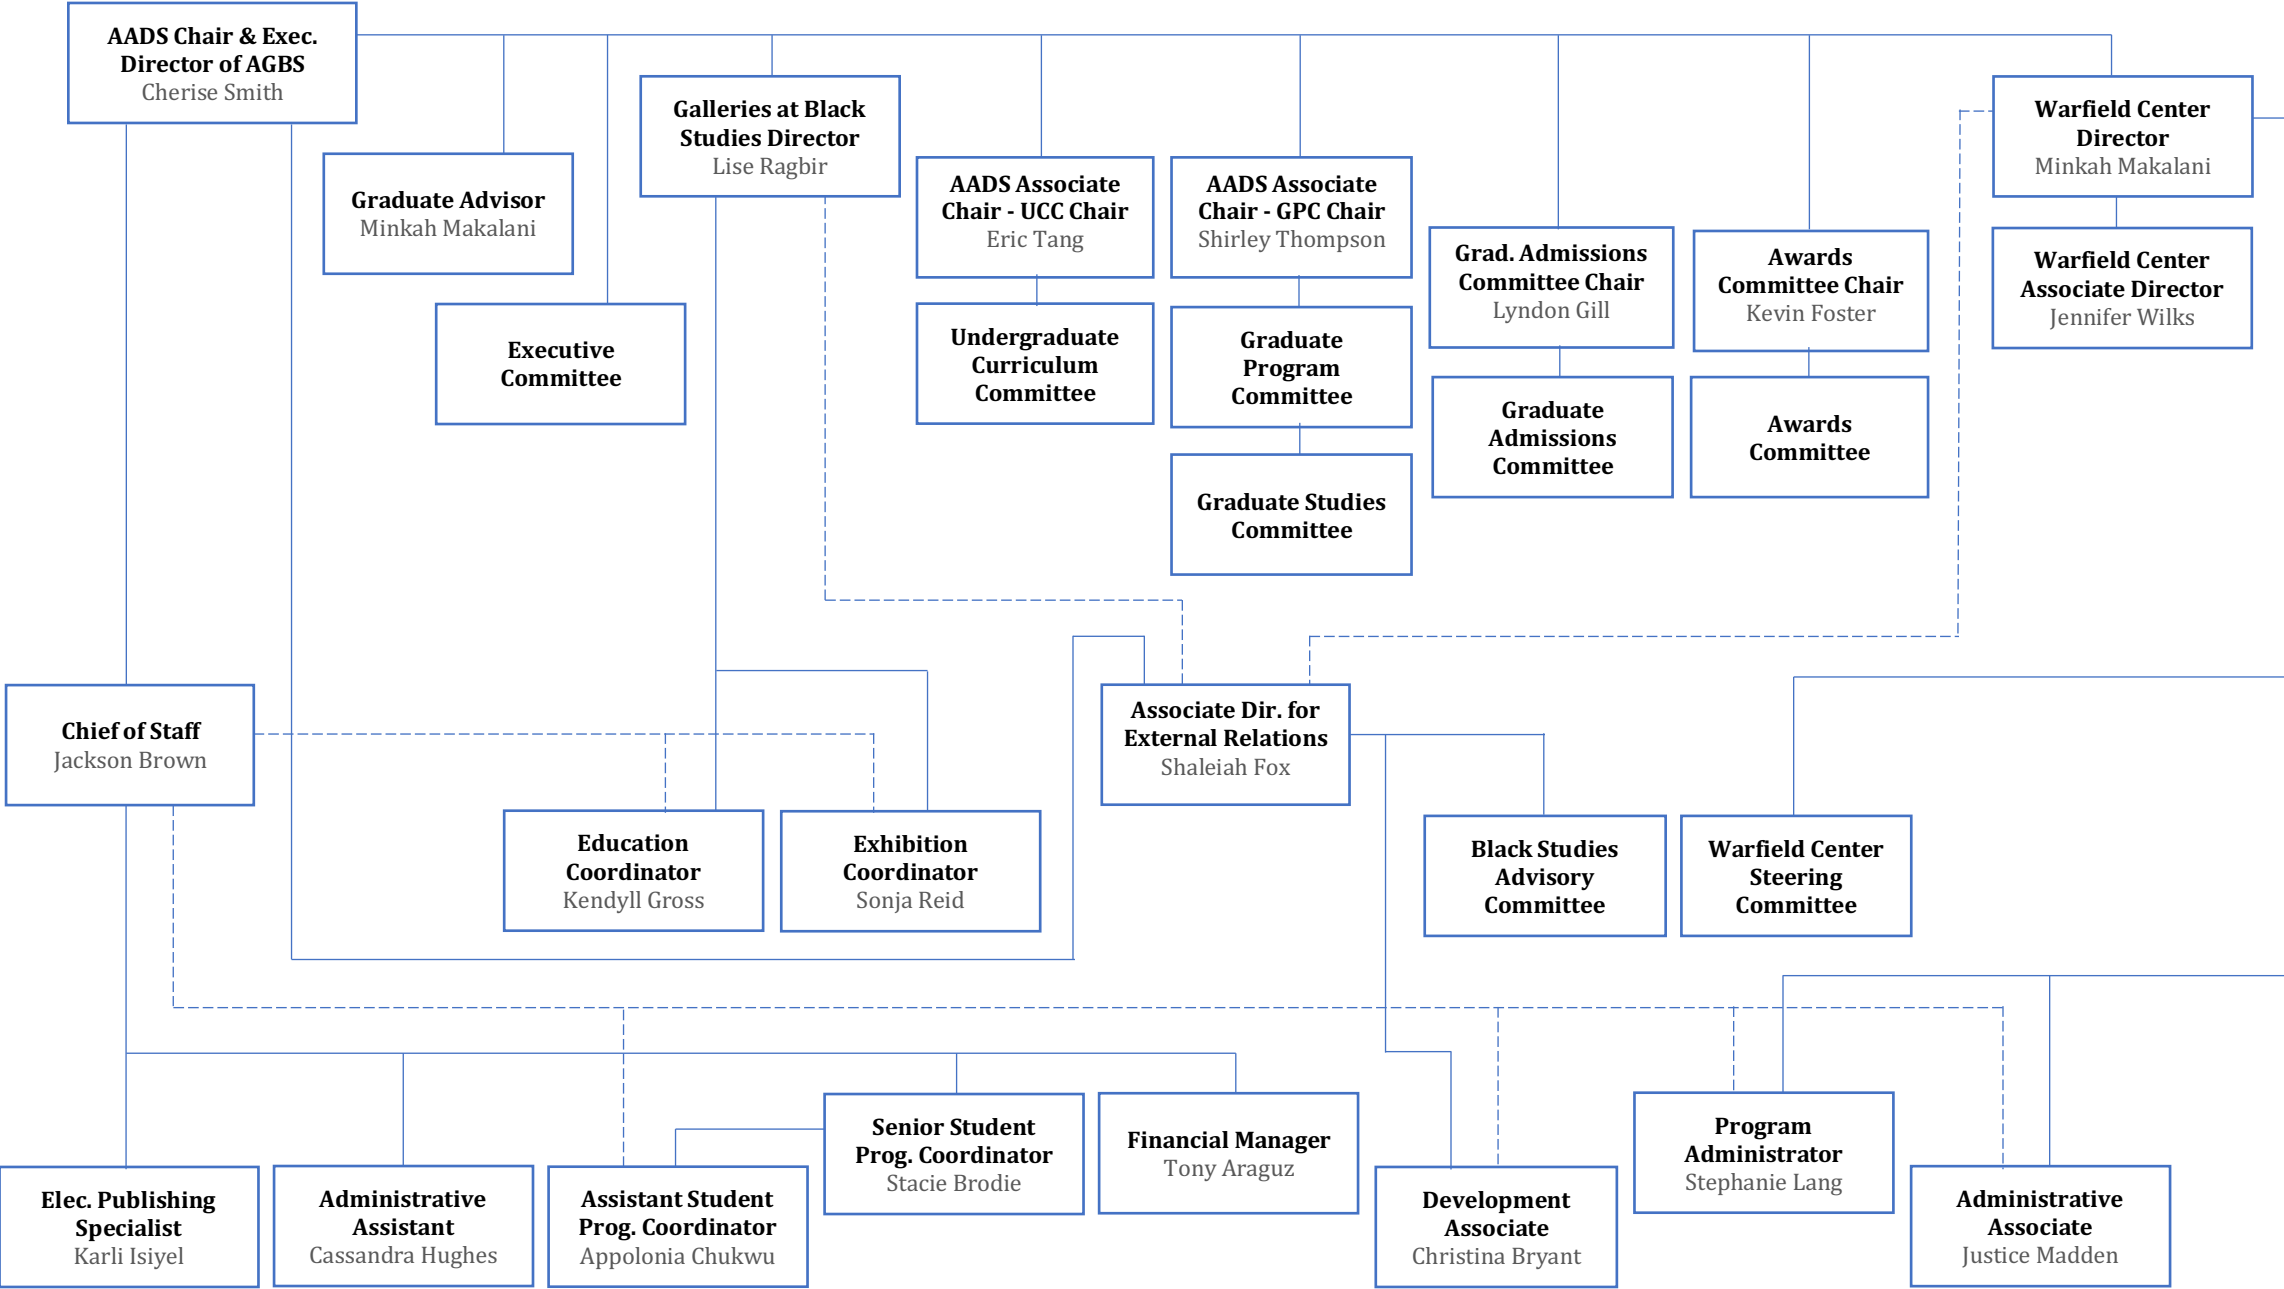 AADS Chair & Exec.
Director of AGBS
Cherise Smith
Galleries at Black
Studies Director
Lise Ragbir
Warfield Center
Director
Minkah Makalani
Graduate Advisor
Minkah Makalani
AADS Associate
Chair - UCC Chair
Eric Tang
AADS Associate
Chair - GPC Chair
Shirley Thompson
Grad. Admissions
Committee Chair
Lyndon Gill
Awards
Committee Chair
Kevin Foster
Warfield Center
Associate Director
Jennifer Wilks
Executive
Committee
Undergraduate
Curriculum
Committee
Graduate
Program
Committee
Graduate
Admissions
Committee
Awards
Committee
Graduate Studies
Committee
Chief of Staff
Jackson Brown
Associate Dir. for
External Relations
Shaleiah Fox
Education
Coordinator
Kendyll Gross
Exhibition
Coordinator
Sonja Reid
Black Studies
Advisory
Committee
Warfield Center
Steering
Committee
Senior Student
Prog. Coordinator
Stacie Brodie
Financial Manager
Tony Araguz
Program
Administrator
Stephanie Lang
Elec. Publishing
Specialist
Karli Isiyel
Administrative
Assistant
Cassandra Hughes
Assistant Student
Prog. Coordinator
Appolonia Chukwu
Development
Associate
Christina Bryant
Administrative
Associate
Justice Madden